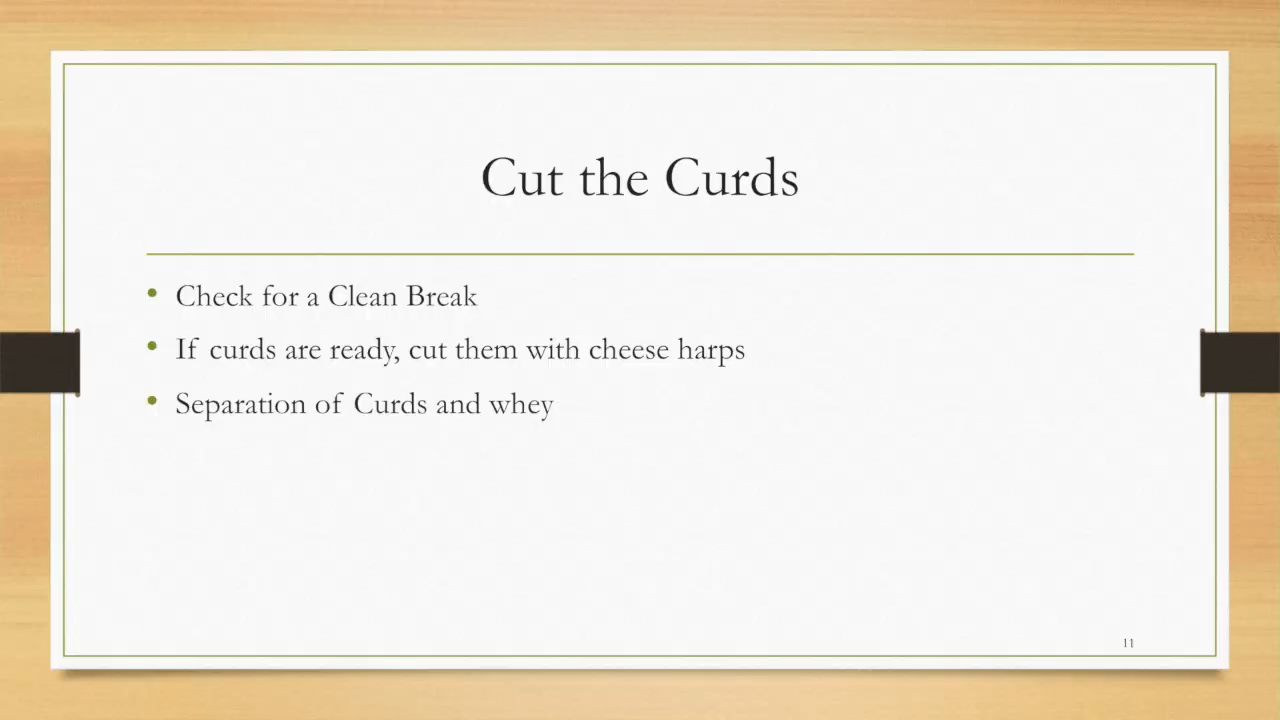 Cut the Curds
• Check for a Clean Break
• If curds are ready, cut them with cheese harps
• Separation of Curds and whey
11